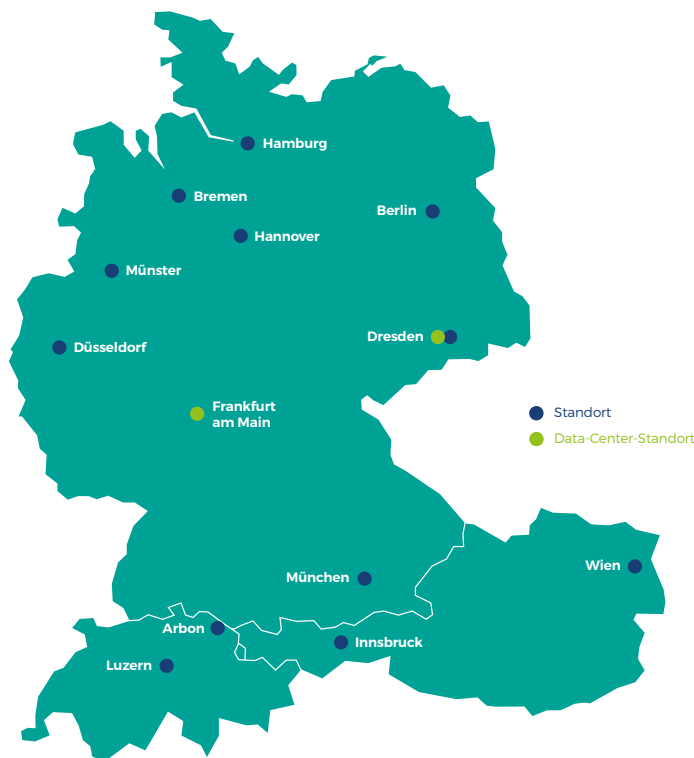 Hamburg
Bremen
Berlin
Hannover
Münster
Dresden
Düsseldorf
Frankfurt
am Main
Standort
Data-Center-Standort
Wien
München
Arbon
Innsbruck
Luzern